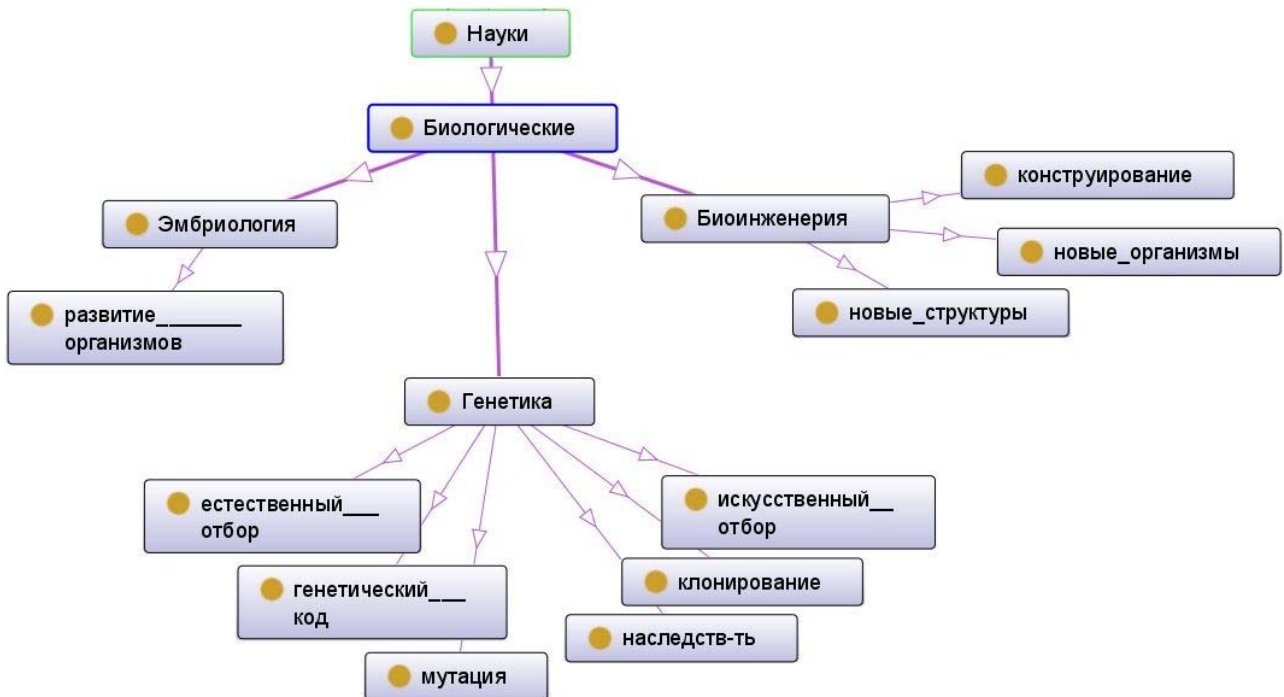 Науки
Биологические
конструирование
Эмбриология
Биоинженерия
новые_организмы
развитие_______
организмов
новые_структуры
Генетика
естественный___
отбор
искусственный__
отбор
генетический___
код
клонирование
наследств-ть
мутация